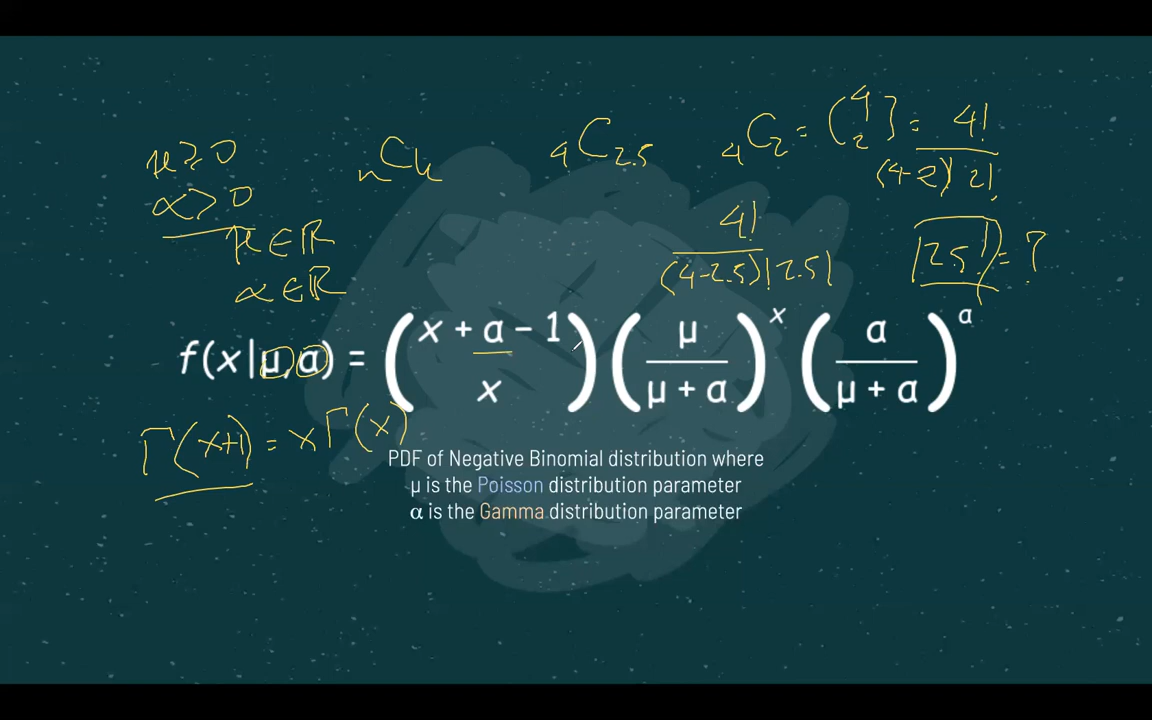 μ ≥ 0
α > 0
μ ∈ ℝ
α ∈ ℝ
nCk
4C2.5
4C2 = (4 2) = 4! / (4-2)! 2!
4! / (4-2.5)! 2.5!
2.5! = ?
f(x|μ,α) = (x + α − 1 x) (μ / μ + α)^x (α / μ + α)^α
Γ(x+1) = xΓ(x)
PDF of Negative Binomial distribution where
μ is the Poisson distribution parameter
α is the Gamma distribution parameter